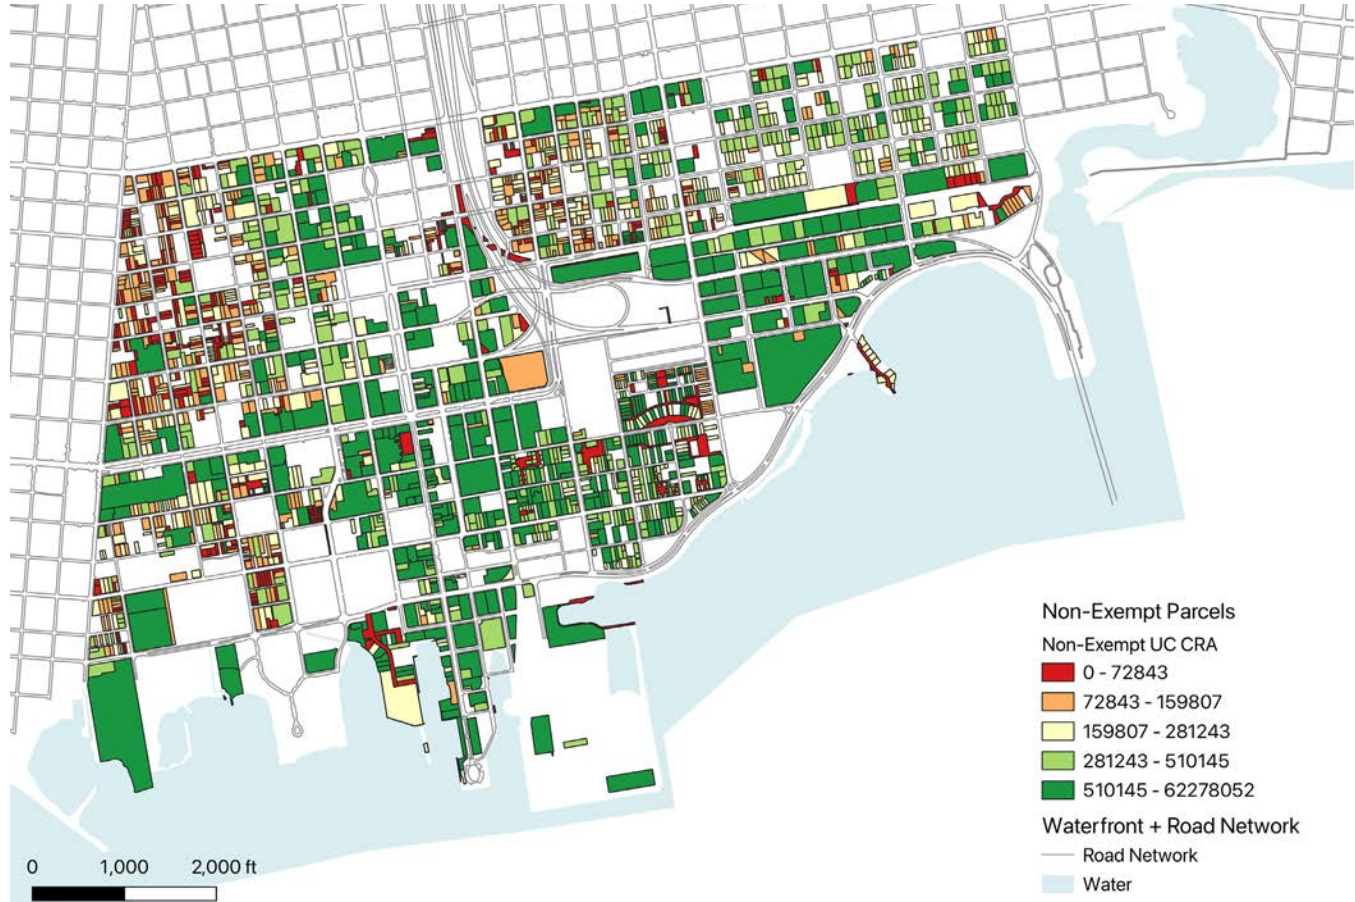 Non-Exempt Parcels
Non-Exempt UC CRA
0 - 72843
72843 - 159807
159807 - 281243
281243 - 510145
510145 - 62278052
Waterfront + Road Network
Road Network
Water
0 1,000 2,000 ft